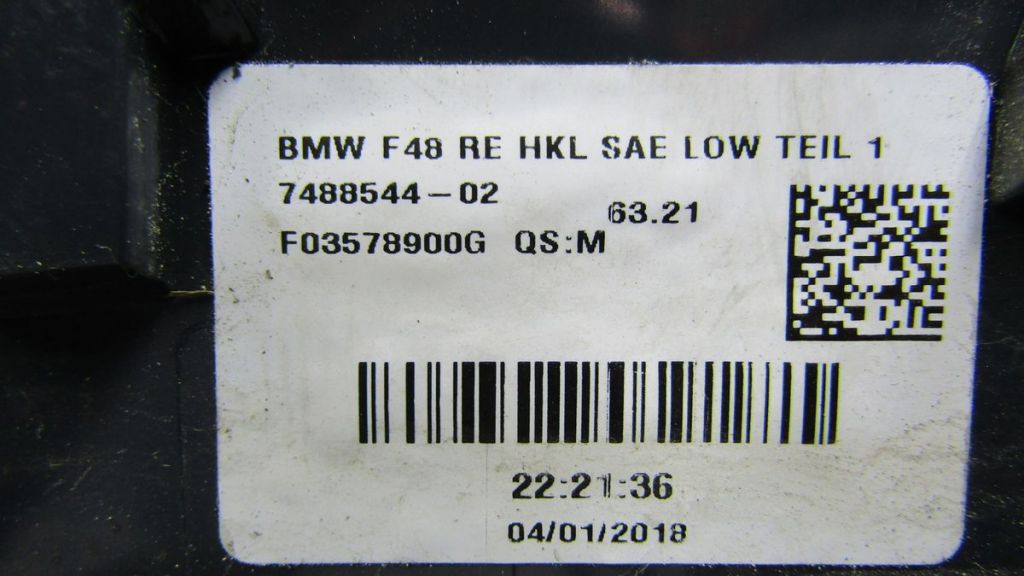 BMW F48 RE HKL SAE LOW TEIL 1
7488544-02
63.21
F03578900G QS:M
22:21:36
04/01/2018